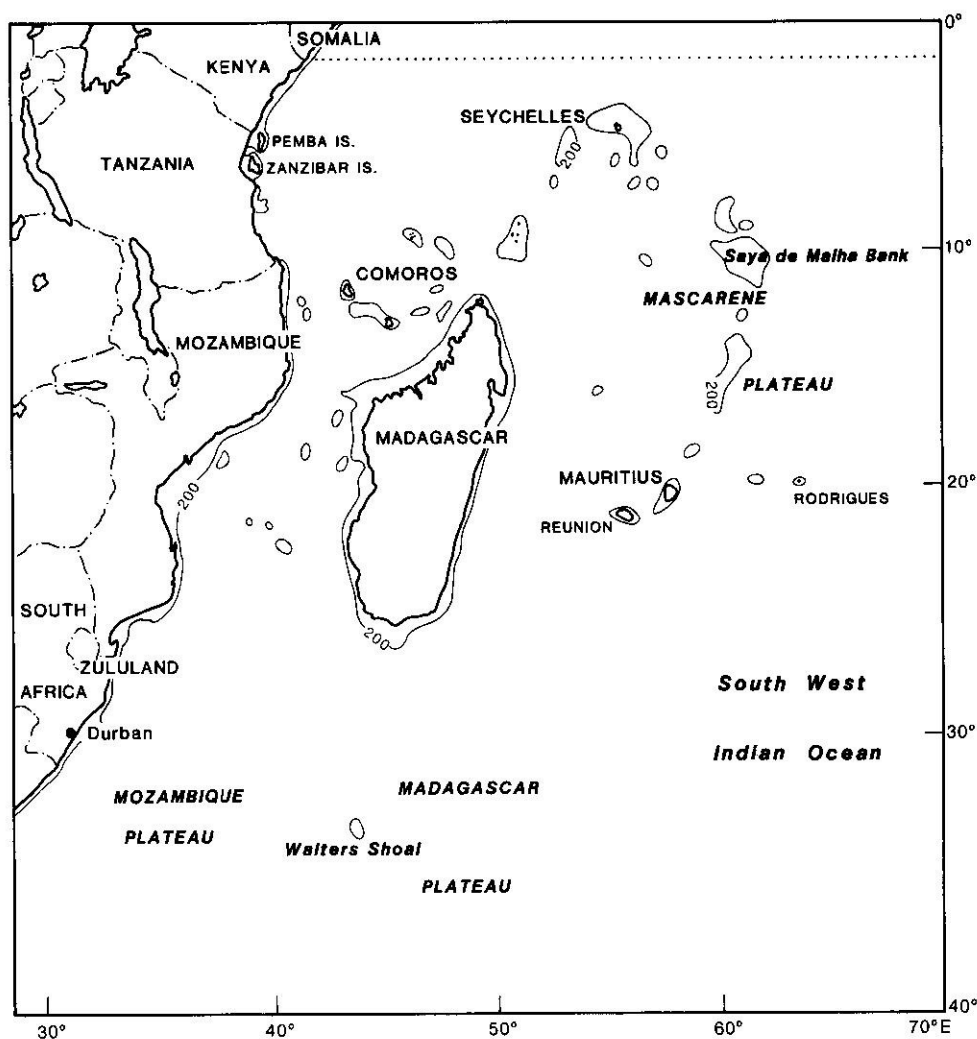 0°
SOMALIA
KENYA
SEYCHELLES
200
PEMBA IS.
TANZANIA
ZANZIBAR IS.
10°
Saya de Malha Bank
COMOROS
MASCARENE
MOZAMBIQUE
200
PLATEAU
MADAGASCAR
MAURITIUS
20°
200
RODRIGUES
REUNION
SOUTH
200
ZULULAND
AFRICA
South West
Durban
30°
Indian Ocean
MADAGASCAR
MOZAMBIQUE
PLATEAU
Walters Shoal
PLATEAU
40°
30°
40°
50°
60°
70°E